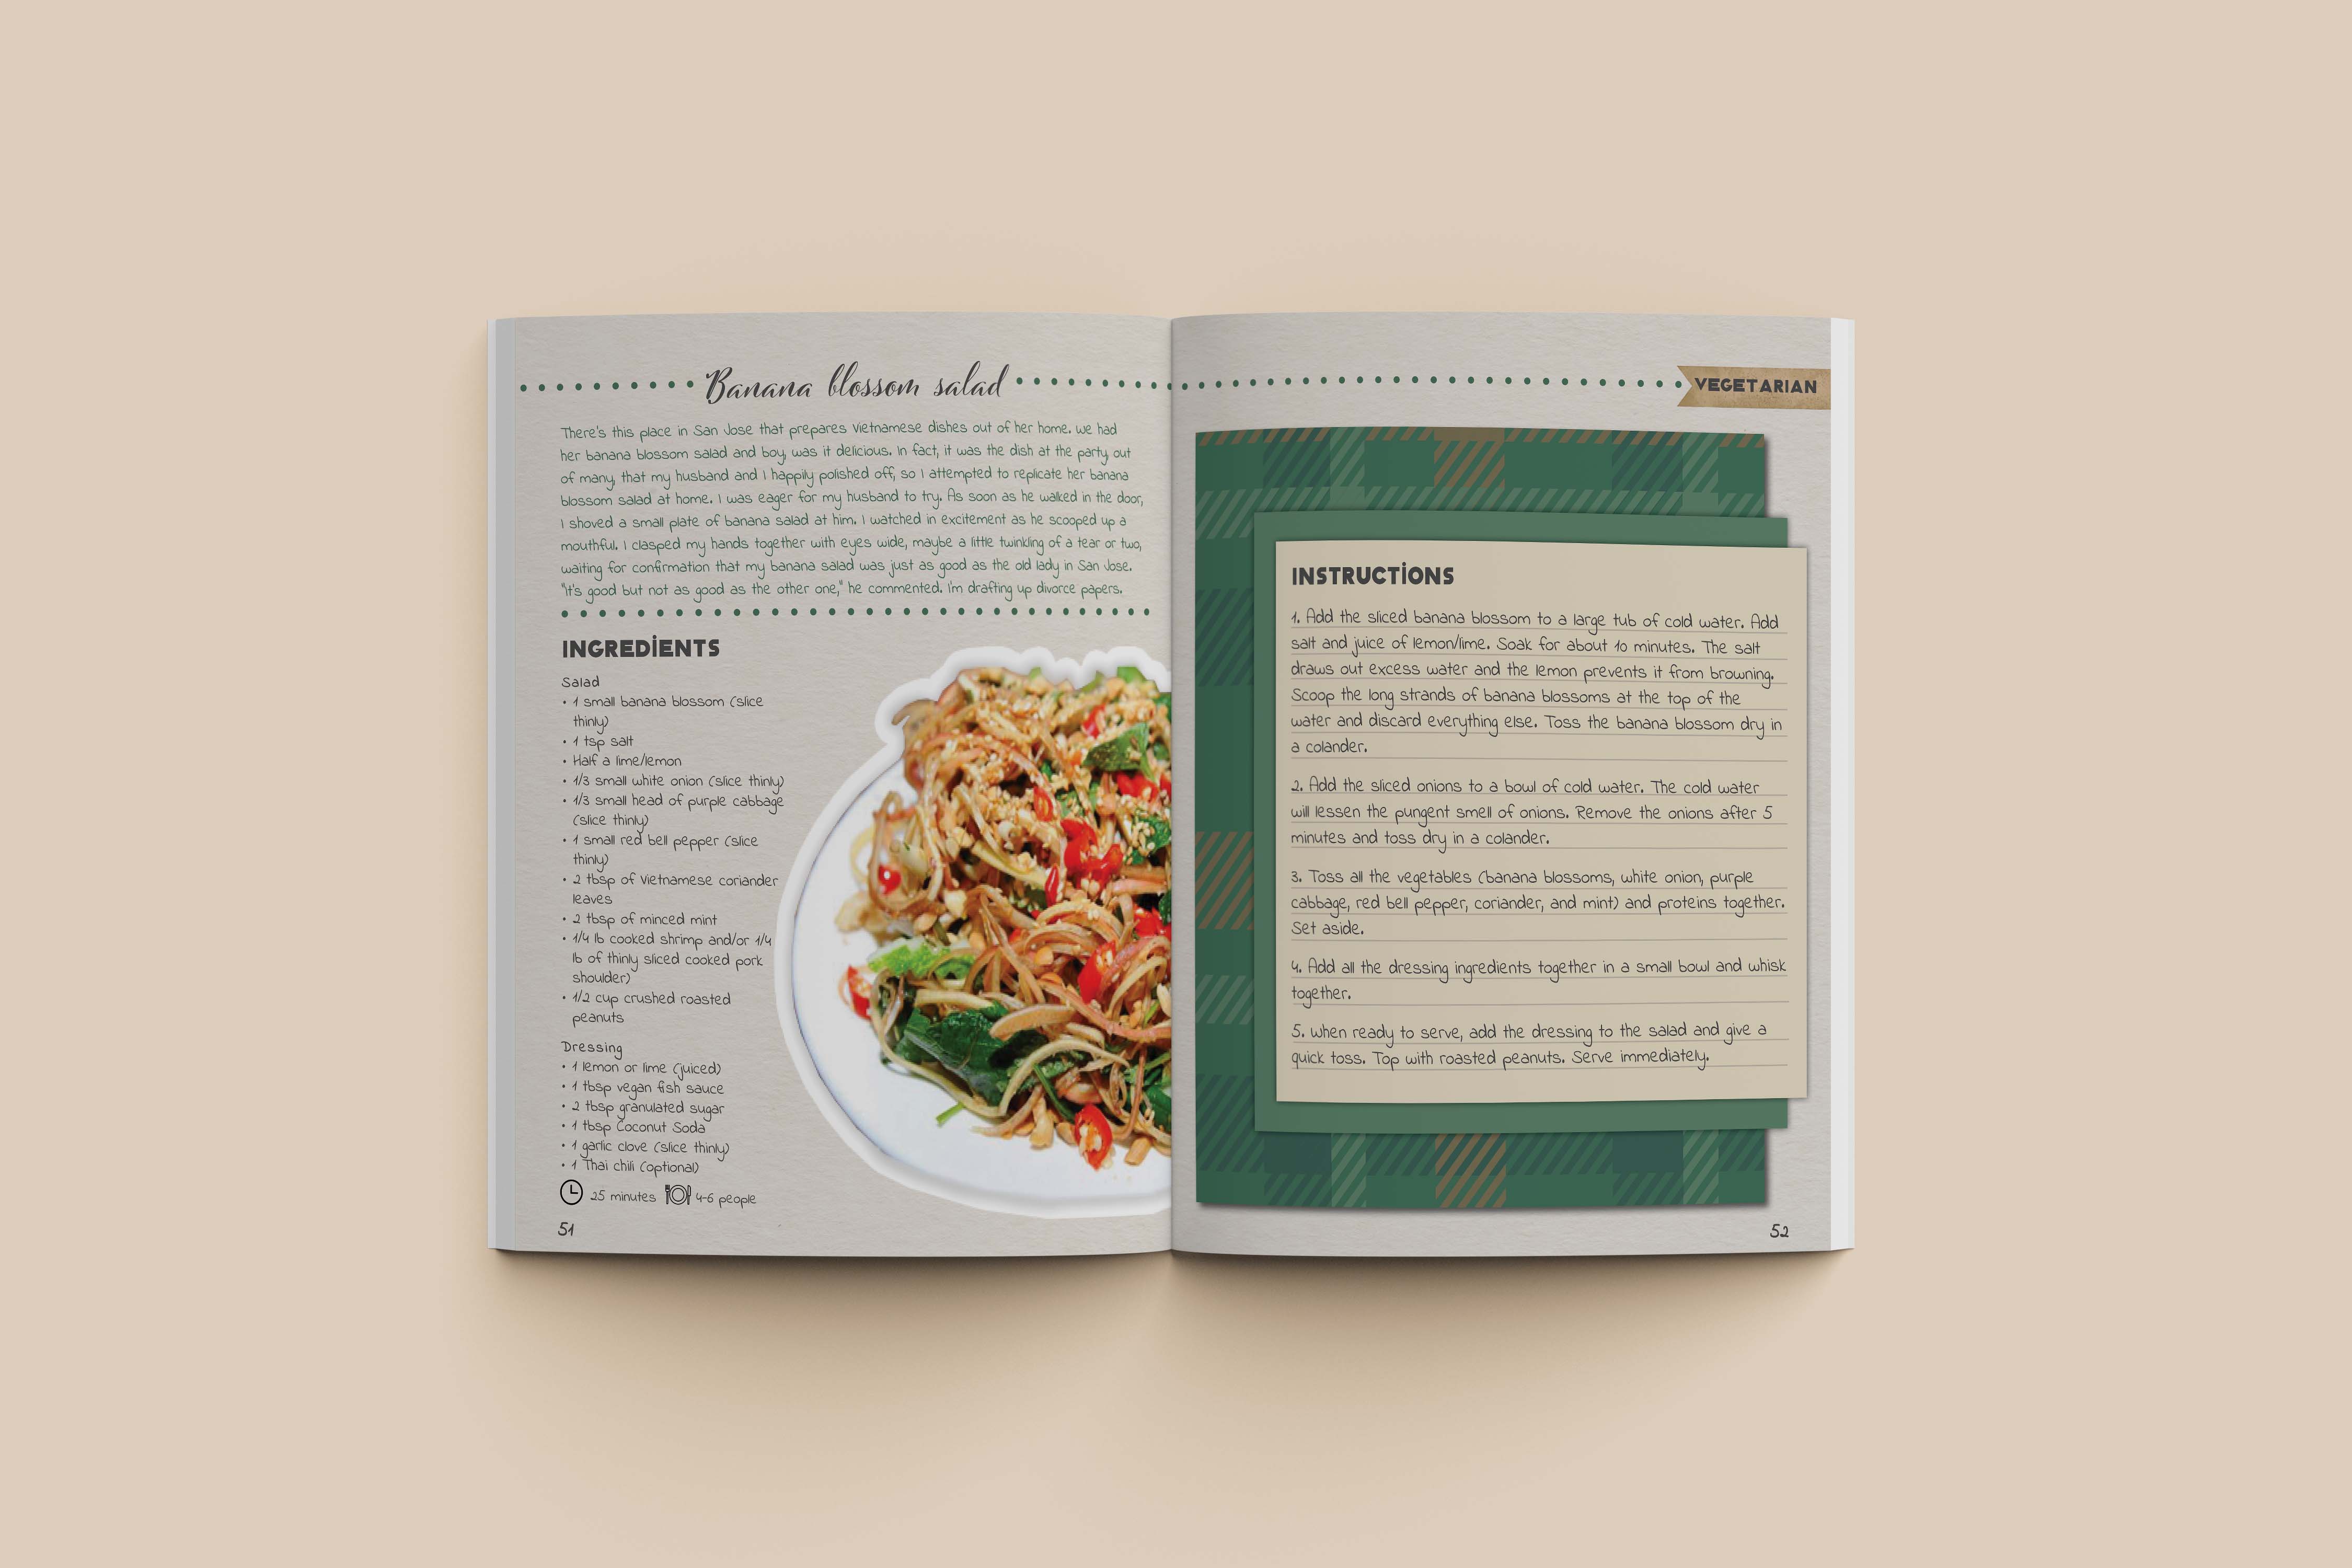 Banana blossom salad
There's this place in San Jose that prepares Vietnamese dishes out of her home. We had
her banana blossom salad and boy, was it delicious. In fact, it was the dish at the party, out
of many, that my husband and I happily polished off, so I attempted to replicate her banana
blossom salad at home. I was eager for my husband to try. As soon as he walked in the door,
I shoved a small plate of banana salad at him. I watched in excitement as he scooped up a
mouthful. I clasped my hands together with eyes wide, maybe a little twinkling of a tear or two,
waiting for confirmation that my banana salad was just as good as the old lady in San Jose.
"It's good but not as good as the other one," he commented. I'm drafting up divorce papers.
INGREDIENTS
Salad
• 1 small banana blossom (slice
thinly)
• 1 tsp salt
• Half a lime/lemon
• 1/3 small white onion (slice thinly)
• 1/3 small head of purple cabbage
(slice thinly)
• 1 small red bell pepper (slice
thinly)
• 2 tbsp of Vietnamese coriander
leaves
• 2 tbsp of minced mint
• 1/4 lb cooked shrimp and/or 1/4
lb of thinly sliced cooked pork
shoulder)
• 1/2 cup crushed roasted
peanuts
Dressing
• 1 lemon or lime (juiced)
• 1 tbsp vegan fish sauce
• 2 tbsp granulated sugar
• 1 tbsp Coconut Soda
• 1 garlic clove (slice thinly)
• 1 Thai chili (optional)
25 minutes 4-6 people
51
VEGETARIAN
INSTRUCTIONS
1. Add the sliced banana blossom to a large tub of cold water. Add
salt and juice of lemon/lime. Soak for about 10 minutes. The salt
draws out excess water and the lemon prevents it from browning.
Scoop the long strands of banana blossoms at the top of the
water and discard everything else. Toss the banana blossom dry in
a colander.
2. Add the sliced onions to a bowl of cold water. The cold water
will lessen the pungent smell of onions. Remove the onions after 5
minutes and toss dry in a colander.
3. Toss all the vegetables (banana blossoms, white onion, purple
cabbage, red bell pepper, coriander, and mint) and proteins together.
Set aside.
4. Add all the dressing ingredients together in a small bowl and whisk
together.
5. When ready to serve, add the dressing to the salad and give a
quick toss. Top with roasted peanuts. Serve immediately.
52